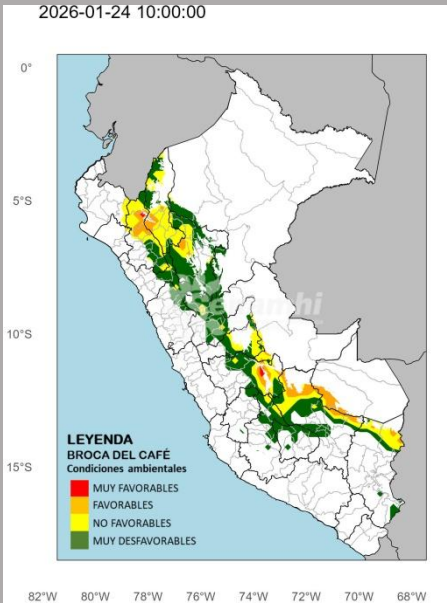 2026-01-24 10:00:00
0°
5°S
10°S
15°S
Senamhi
LEYENDA
BROCA DEL CAFÉ
Condiciones ambientales
MUY FAVORABLES
FAVORABLES
NO FAVORABLES
MUY DESFAVORABLES
82°W 80°W 78°W 76°W 74°W 72°W 70°W 68°W